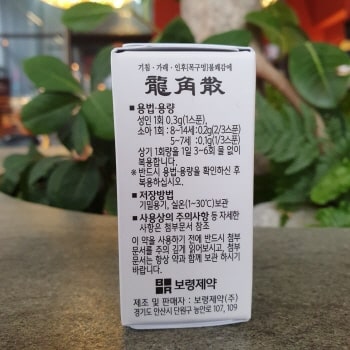 기침·가래·인후[목구멍]불쾌감에
龍角散
■ 용법·용량
성인 1회 0.3g(1스푼),
소아 1회 : 8~14세:0.2g(2/3스푼)
5~7세 :0.1g(1/3스푼)
상기 1회량을 1일 3~6회 물 없이
복용합니다.
※ 반드시 용법·용량을 확인하신 후
복용하십시오.
■ 저장방법
기밀용기, 실온(1~30℃)보관
■ 사용상의 주의사항 등 자세한
사항은 첨부문서 참조
이 약을 사용하기 전에 반드시 첨부
문서를 주의 깊게 읽어보시고, 첨부
문서는 항상 약과 함께 보관 하시기
바랍니다.
BR 보령제약
제조 및 판매자 : 보령제약(주)
경기도 안산시 단원구 능안로 107, 109